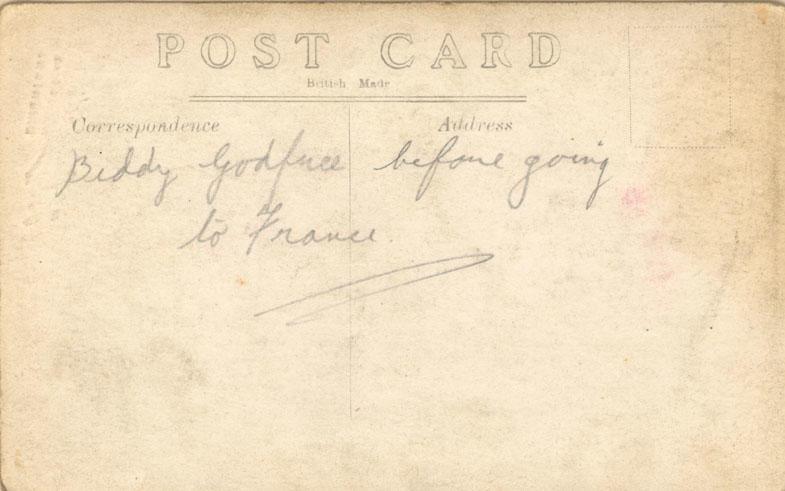 POST CARD
British Made
Correspondence
Address
Biddy Godfree before going
to France.